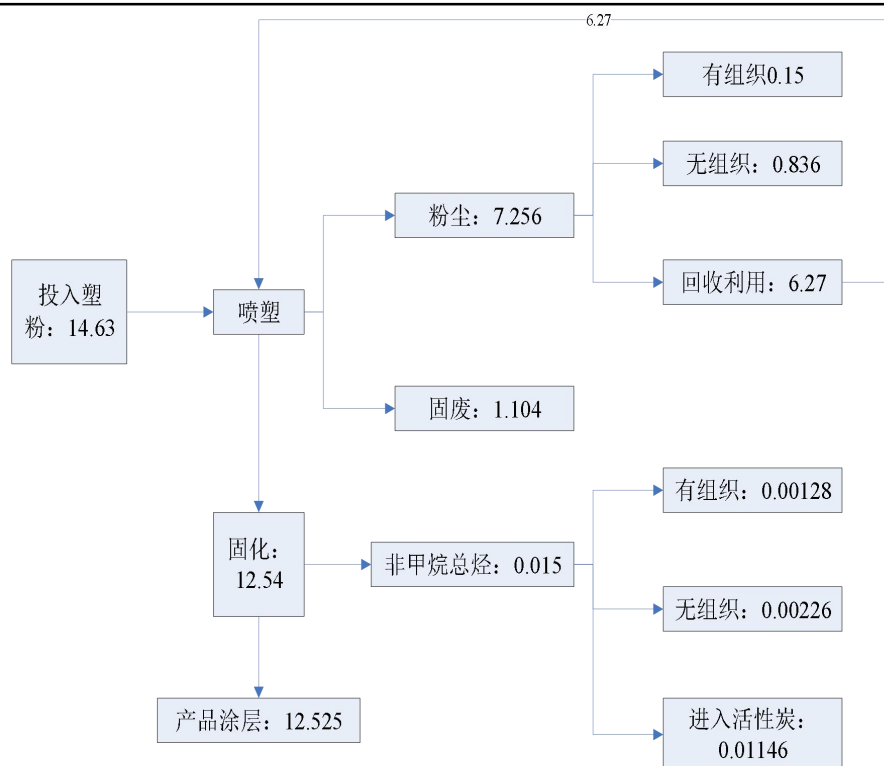 6.27
有组织0.15
无组织：0.836
粉尘：7.256
投入塑
粉：14.63
喷塑
回收利用：6.27
固废：1.104
有组织：0.00128
固化：
12.54
非甲烷总烃：0.015
无组织：0.00226
产品涂层：12.525
进入活性炭：
0.01146